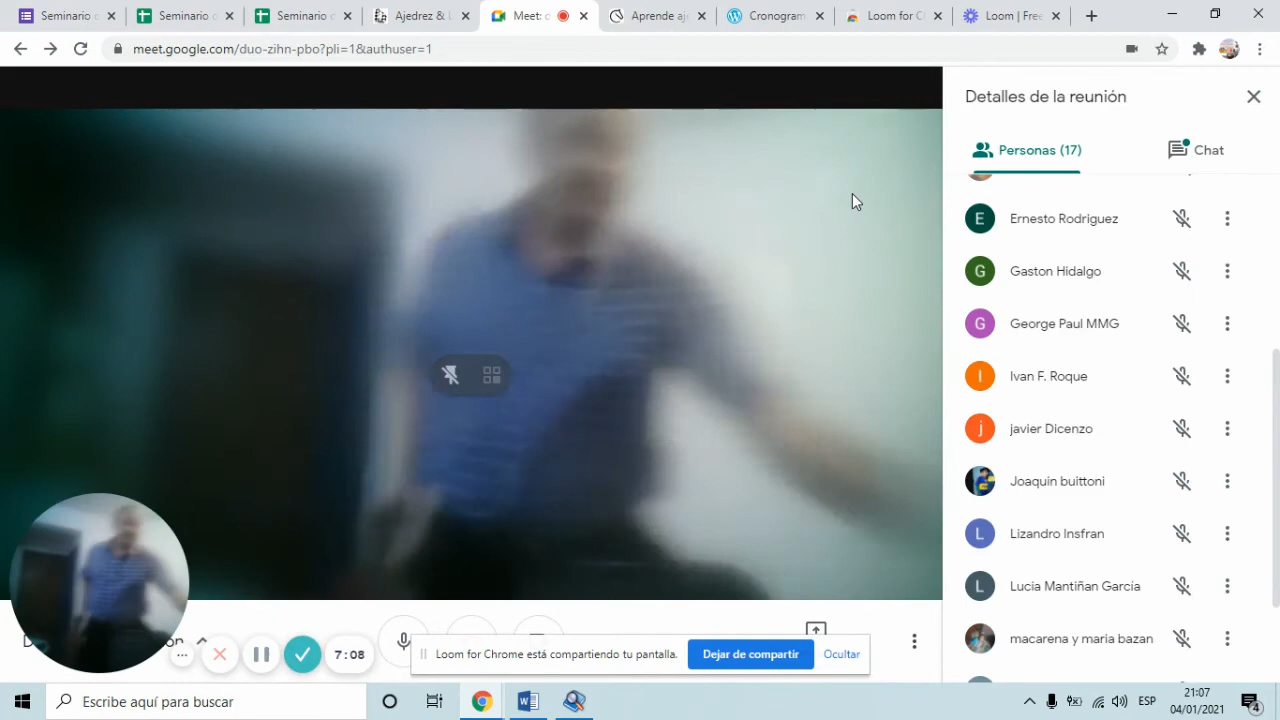 Seminario
Seminario
Seminario
Ajedrez & L
Meet:
Aprende aj
Cronogram
Loom for C
Loom | Free
meet.google.com/duo-zihn-pbo?pli=1&authuser=1
Detalles de la reunión
Personas (17)
Chat
E
Ernesto Rodriguez
G
Gaston Hidalgo
G
George Paul MMG
I
Ivan F. Roque
j
javier Dicenzo
Joaquin buittoni
L
Lizandro Insfran
L
Lucia Mantiñan García
macarena y maria bazan
7:08
Loom for Chrome está compartiendo tu pantalla.
Dejar de compartir
Ocultar
Escribe aquí para buscar
ESP
21:07
04/01/2021
4